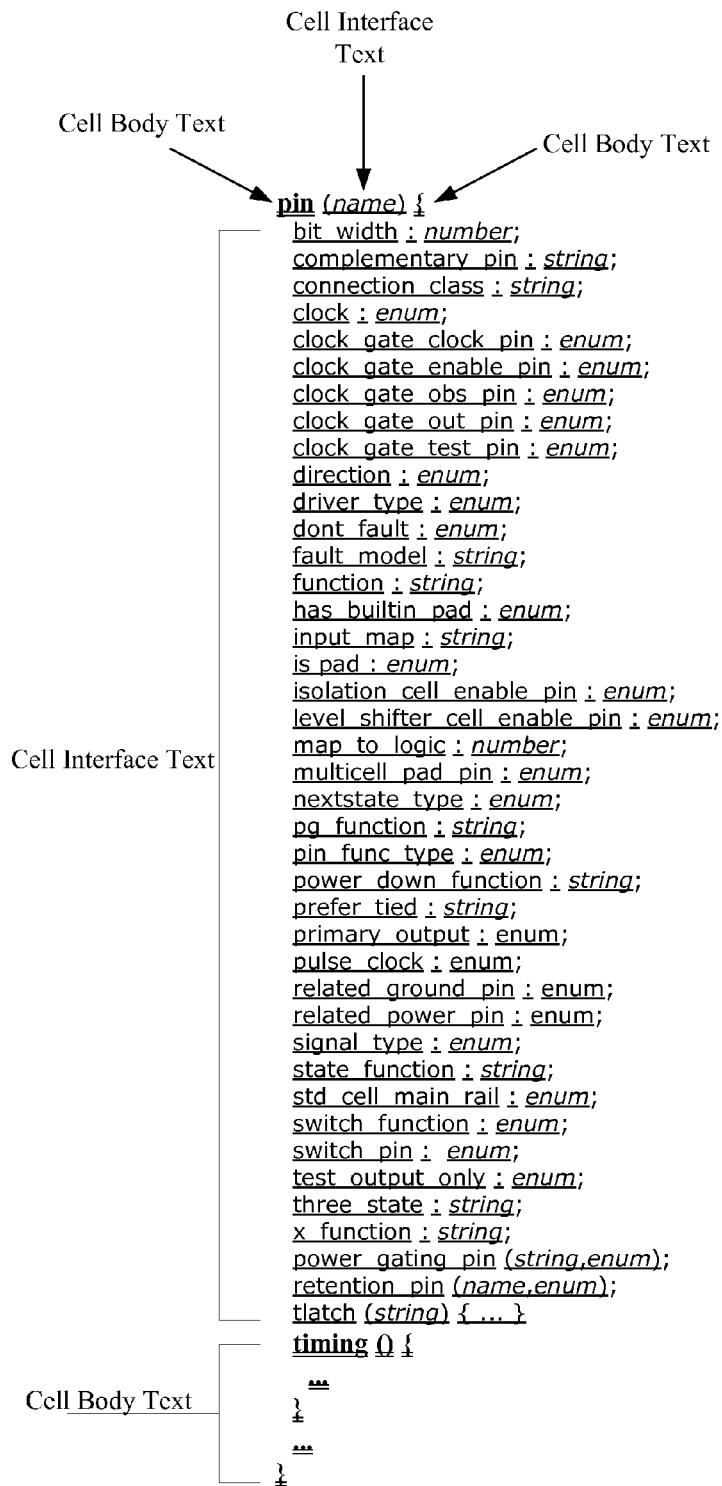 Cell Interface
Text
Cell Body Text
Cell Body Text
pin (name) {
bit_width : number;
complementary_pin : string;
connection_class : string;
clock : enum;
clock_gate_clock_pin : enum;
clock_gate_enable_pin : enum;
clock_gate_obs_pin : enum;
clock_gate_out_pin : enum;
clock_gate_test_pin : enum;
direction : enum;
driver_type : enum;
dont_fault : enum;
fault_model : string;
function : string;
has_builtin_pad : enum;
input_map : string;
is_pad : enum;
isolation_cell_enable_pin : enum;
level_shifter_cell_enable_pin : enum;
map_to_logic : number;
Cell Interface Text
multicell_pad_pin : enum;
nextstate_type : enum;
pg_function : string;
pin_func_type : enum;
power_down_function : string;
prefer_tied : string;
primary_output : enum;
pulse_clock : enum;
related_ground_pin : enum;
related_power_pin : enum;
signal_type : enum;
state_function : string;
std_cell_main_rail : enum;
switch_function : enum;
switch_pin : enum;
test_output_only : enum;
three_state : string;
x_function : string;
power_gating_pin (string,enum);
retention_pin (name,enum);
tlatch (string) { ... }
timing () {
...
Cell Body Text
}
...
}